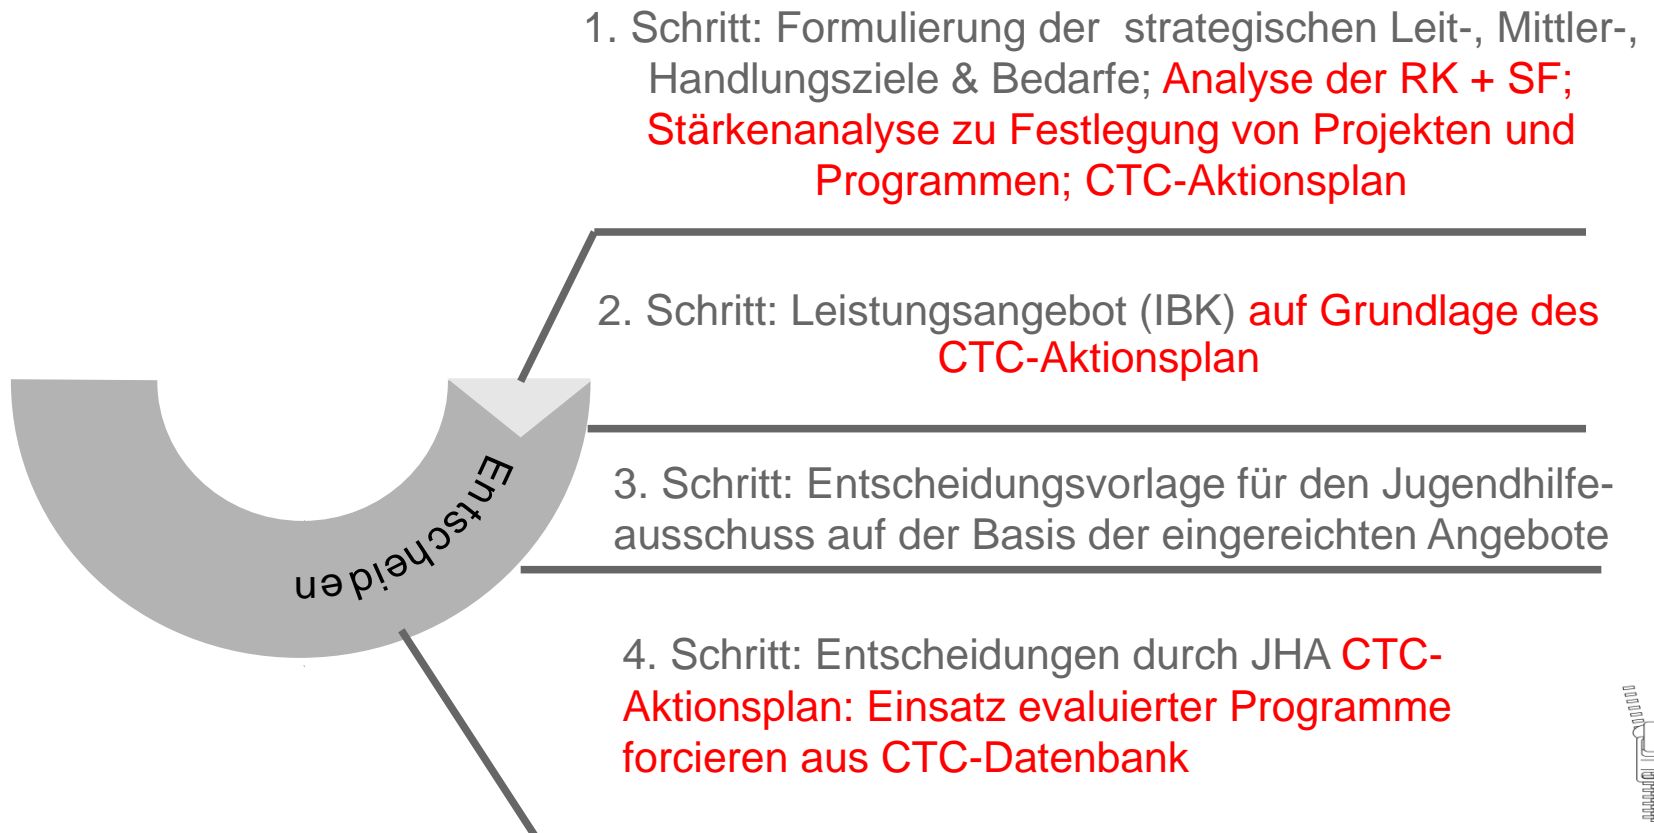 1. Schritt: Formulierung der strategischen Leit-, Mittler-,
Handlungsziele & Bedarfe; Analyse der RK + SF;
Stärkenanalyse zu Festlegung von Projekten und
Programmen; CTC-Aktionsplan
2. Schritt: Leistungsangebot (IBK) auf Grundlage des
CTC-Aktionsplan
Entscheiden
3. Schritt: Entscheidungsvorlage für den Jugendhilfe-
ausschuss auf der Basis der eingereichten Angebote
4. Schritt: Entscheidungen durch JHA CTC-
Aktionsplan: Einsatz evaluierter Programme
forcieren aus CTC-Datenbank